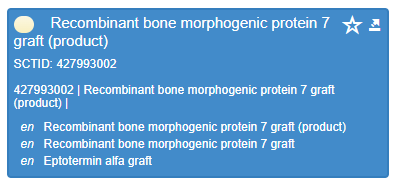 Recombinant bone morphogenic protein 7
graft (product)
SCTID: 427993002
427993002 | Recombinant bone morphogenic protein 7 graft
(product) |
en Recombinant bone morphogenic protein 7 graft (product)
en Recombinant bone morphogenic protein 7 graft
en Eptotermin alfa graft